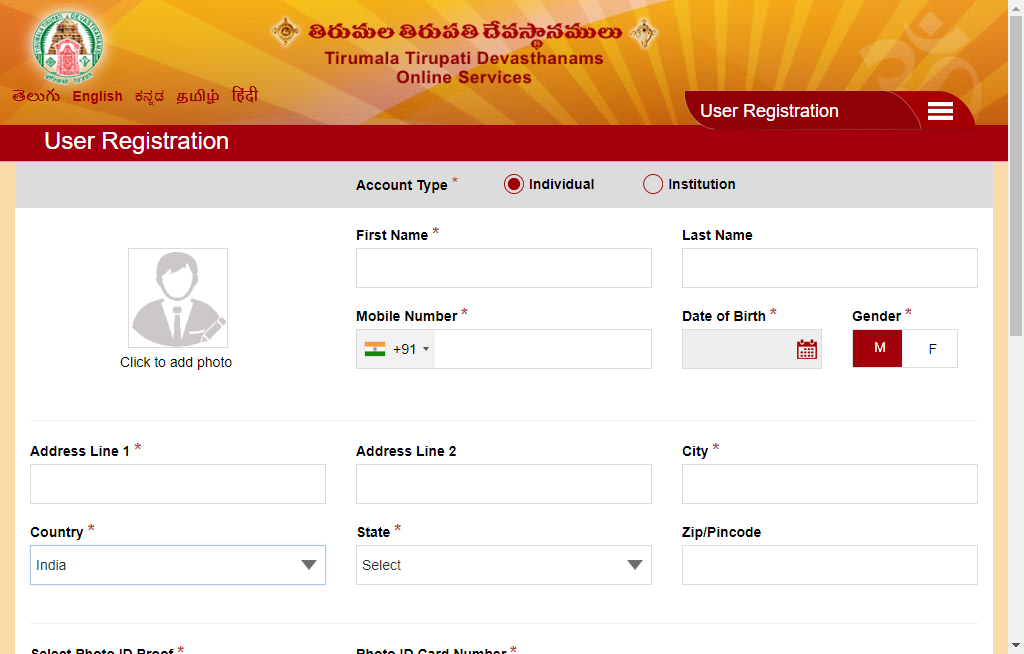 తిరుమల తిరుపతి దేవస్థానములు
Tirumala Tirupati Devasthanams
Online Services
తెలుగు English ಕನ್ನಡ தமிழ் हिंदी
User Registration
User Registration
Account Type * Individual Institution
First Name * Last Name
Mobile Number * Date of Birth * Gender *
+91 M F
Click to add photo
Address Line 1 * Address Line 2 City *
Country * State * Zip/Pincode
India Select
Select Photo ID Proof * Photo ID Card Number *